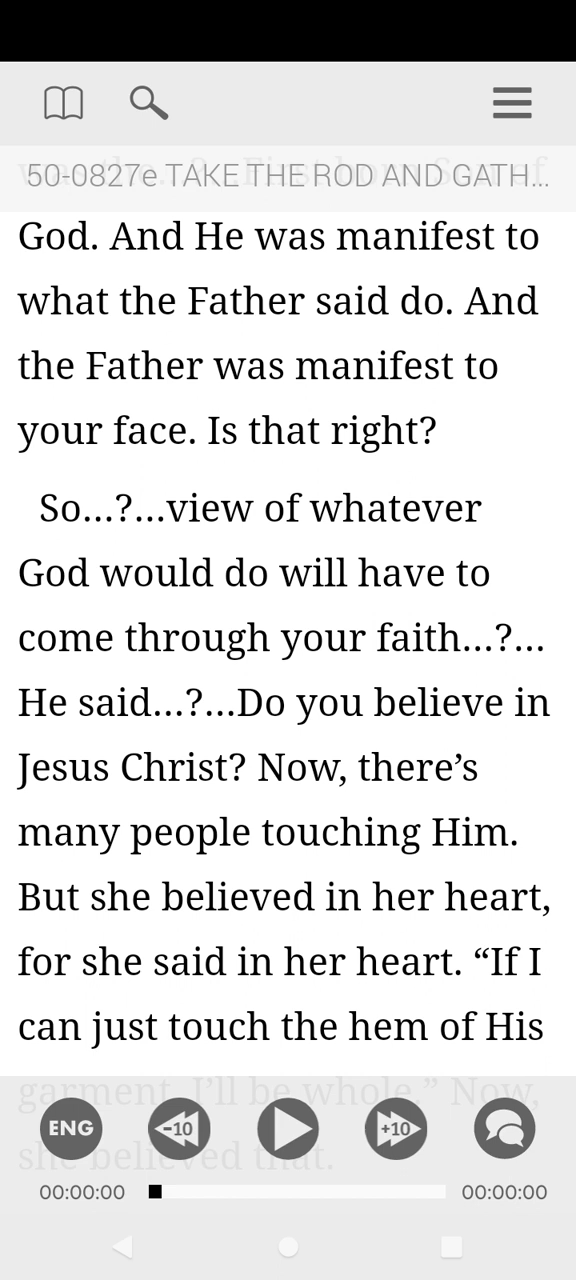 50-0827e TAKE THE ROD AND GATH...
God. And He was manifest to
what the Father said do. And
the Father was manifest to
your face. Is that right?
So...?...view of whatever
God would do will have to
come through your faith...?...
He said...?...Do you believe in
Jesus Christ? Now, there’s
many people touching Him.
But she believed in her heart,
for she said in her heart. “If I
can just touch the hem of His
garment, I’ll be whole.” Now,
she believed that.
ENG
-10
+10
00:00:00
00:00:00